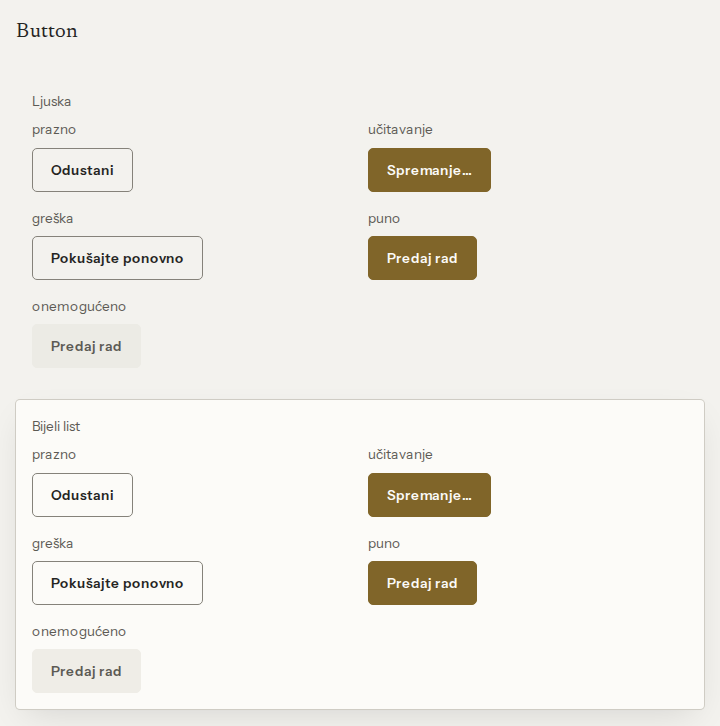 Button
Ljuska
prazno
učitavanje
Odustani
Spremanje…
greška
puno
Pokušajte ponovno
Predaj rad
onemogućeno
Predaj rad
Bijeli list
prazno
učitavanje
Odustani
Spremanje…
greška
puno
Pokušajte ponovno
Predaj rad
onemogućeno
Predaj rad